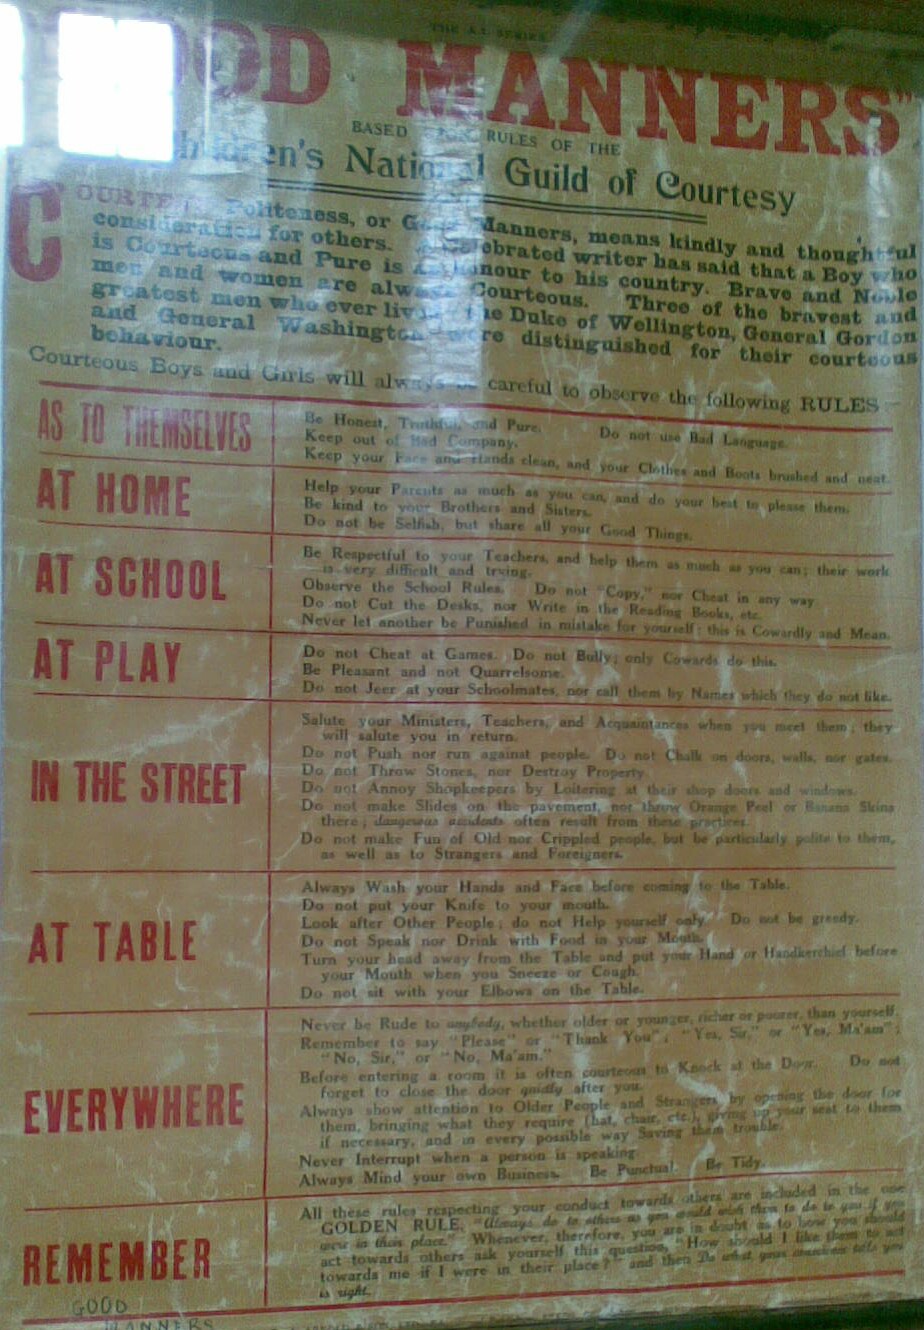 THE A.L. SERIES
OOD MANNERS"
BASED UPON RULES OF THE
Children's National Guild of Courtesy
COURTESY, Politeness, or Good Manners, means kindly and thoughtful
consideration for others. A Celebrated writer has said that a Boy who
is Courteous and Pure is an honour to his country. Brave and Noble
men and women are always Courteous. Three of the bravest and
greatest men who ever lived, the Duke of Wellington, General Gordon
and General Washington were distinguished for their courteous
behaviour.
Courteous Boys and Girls will always be careful to observe the following RULES—
AS TO THEMSELVES
Be Honest, Truthful, and Pure. Do not use Bad Language.
Keep out of Bad Company.
Keep your Face and Hands clean, and your Clothes and Boots brushed and neat.
AT HOME
Help your Parents as much as you can, and do your best to please them.
Be kind to your Brothers and Sisters.
Do not be Selfish, but share all your Good Things.
AT SCHOOL
Be Respectful to your Teachers, and help them as much as you can; their work
is very difficult and trying.
Observe the School Rules. Do not "Copy," nor Cheat in any way
Do not Cut the Desks, nor Write in the Reading Books, etc.
Never let another be Punished in mistake for yourself; this is Cowardly and Mean.
AT PLAY
Do not Cheat at Games. Do not Bully; only Cowards do this.
Be Pleasant and not Quarrelsome.
Do not Jeer at your Schoolmates, nor call them by Names which they do not like.
IN THE STREET
Salute your Ministers, Teachers, and Acquaintances when you meet them; they
will salute you in return.
Do not Push nor run against people. Do not Chalk on doors, walls, nor gates.
Do not Throw Stones, nor Destroy Property
Do not Annoy Shopkeepers by Loitering at their shop doors and windows.
Do not make Slides on the pavement, nor throw Orange Peel or Banana Skins
there; dangerous accidents often result from these practices.
Do not make Fun of Old nor Crippled people, but be particularly polite to them,
as well as to Strangers and Foreigners.
AT TABLE
Always Wash your Hands and Face before coming to the Table.
Do not put your Knife to your mouth.
Look after Other People; do not Help yourself only. Do not be greedy.
Do not Speak nor Drink with Food in your Mouth.
Turn your head away from the Table and put your Hand or Handkerchief before
your Mouth when you Sneeze or Cough.
Do not sit with your Elbows on the Table.
EVERYWHERE
Never be Rude to anybody, whether older or younger, richer or poorer, than yourself.
Remember to say "Please" or "Thank You"; "Yes, Sir," or "Yes, Ma'am";
"No, Sir," or "No, Ma'am."
Before entering a room it is often courteous to Knock at the Door. Do not
forget to close the door quietly after you.
Always show attention to Older People and Strangers by opening the door for
them, bringing what they require (hat, chair, etc.), giving up your seat to them
if necessary, and in every possible way Saving them trouble.
Never Interrupt when a person is speaking.
Always Mind your own Business. Be Punctual. Be Tidy.
REMEMBER
All these rules respecting your conduct towards others are included in the one
GOLDEN RULE, "Always do to others as you would wish them to do to you if you
were in their place." Whenever, therefore, you are in doubt as to how you should
act towards others ask yourself this question, "How should I like them to act
towards me if I were in their place?" and then Do what your conscience tells you
is right.
GOOD
MANNERS